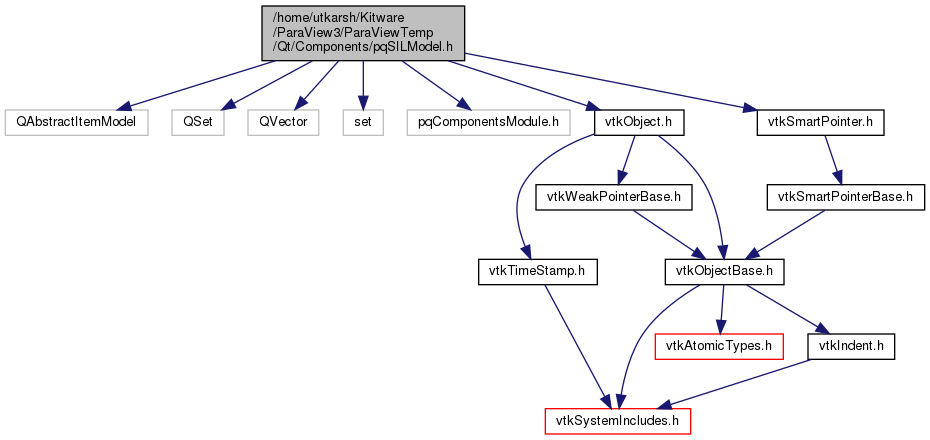 /home/utkarsh/Kitware
/ParaView3/ParaViewTemp
/Qt/Components/pqSILModel.h
QAbstractItemModel
QSet
QVector
set
pqComponentsModule.h
vtkObject.h
vtkSmartPointer.h
vtkWeakPointerBase.h
vtkSmartPointerBase.h
vtkTimeStamp.h
vtkObjectBase.h
vtkAtomicTypes.h
vtkIndent.h
vtkSystemIncludes.h